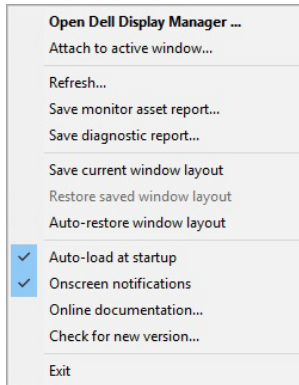 Open Dell Display Manager ...
Attach to active window...
Refresh...
Save monitor asset report...
Save diagnostic report...
Save current window layout
Restore saved window layout
Auto-restore window layout
Auto-load at startup
Onscreen notifications
Online documentation...
Check for new version...
Exit